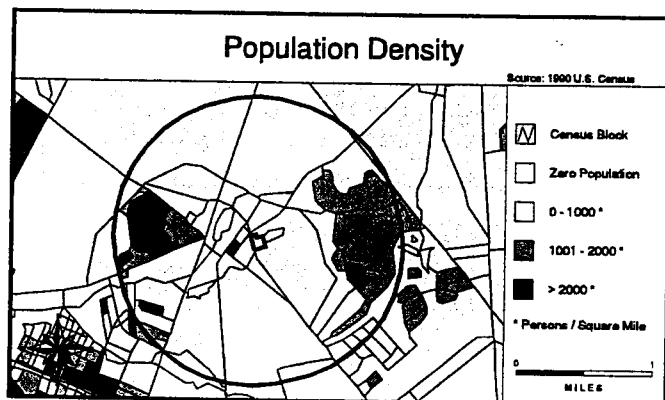 Population Density
Source: 1990 U.S. Census
Census Block
Zero Population
0 - 1000 *
1001 - 2000 *
> 2000 *
* Persons / Square Mile
0 1
MILES